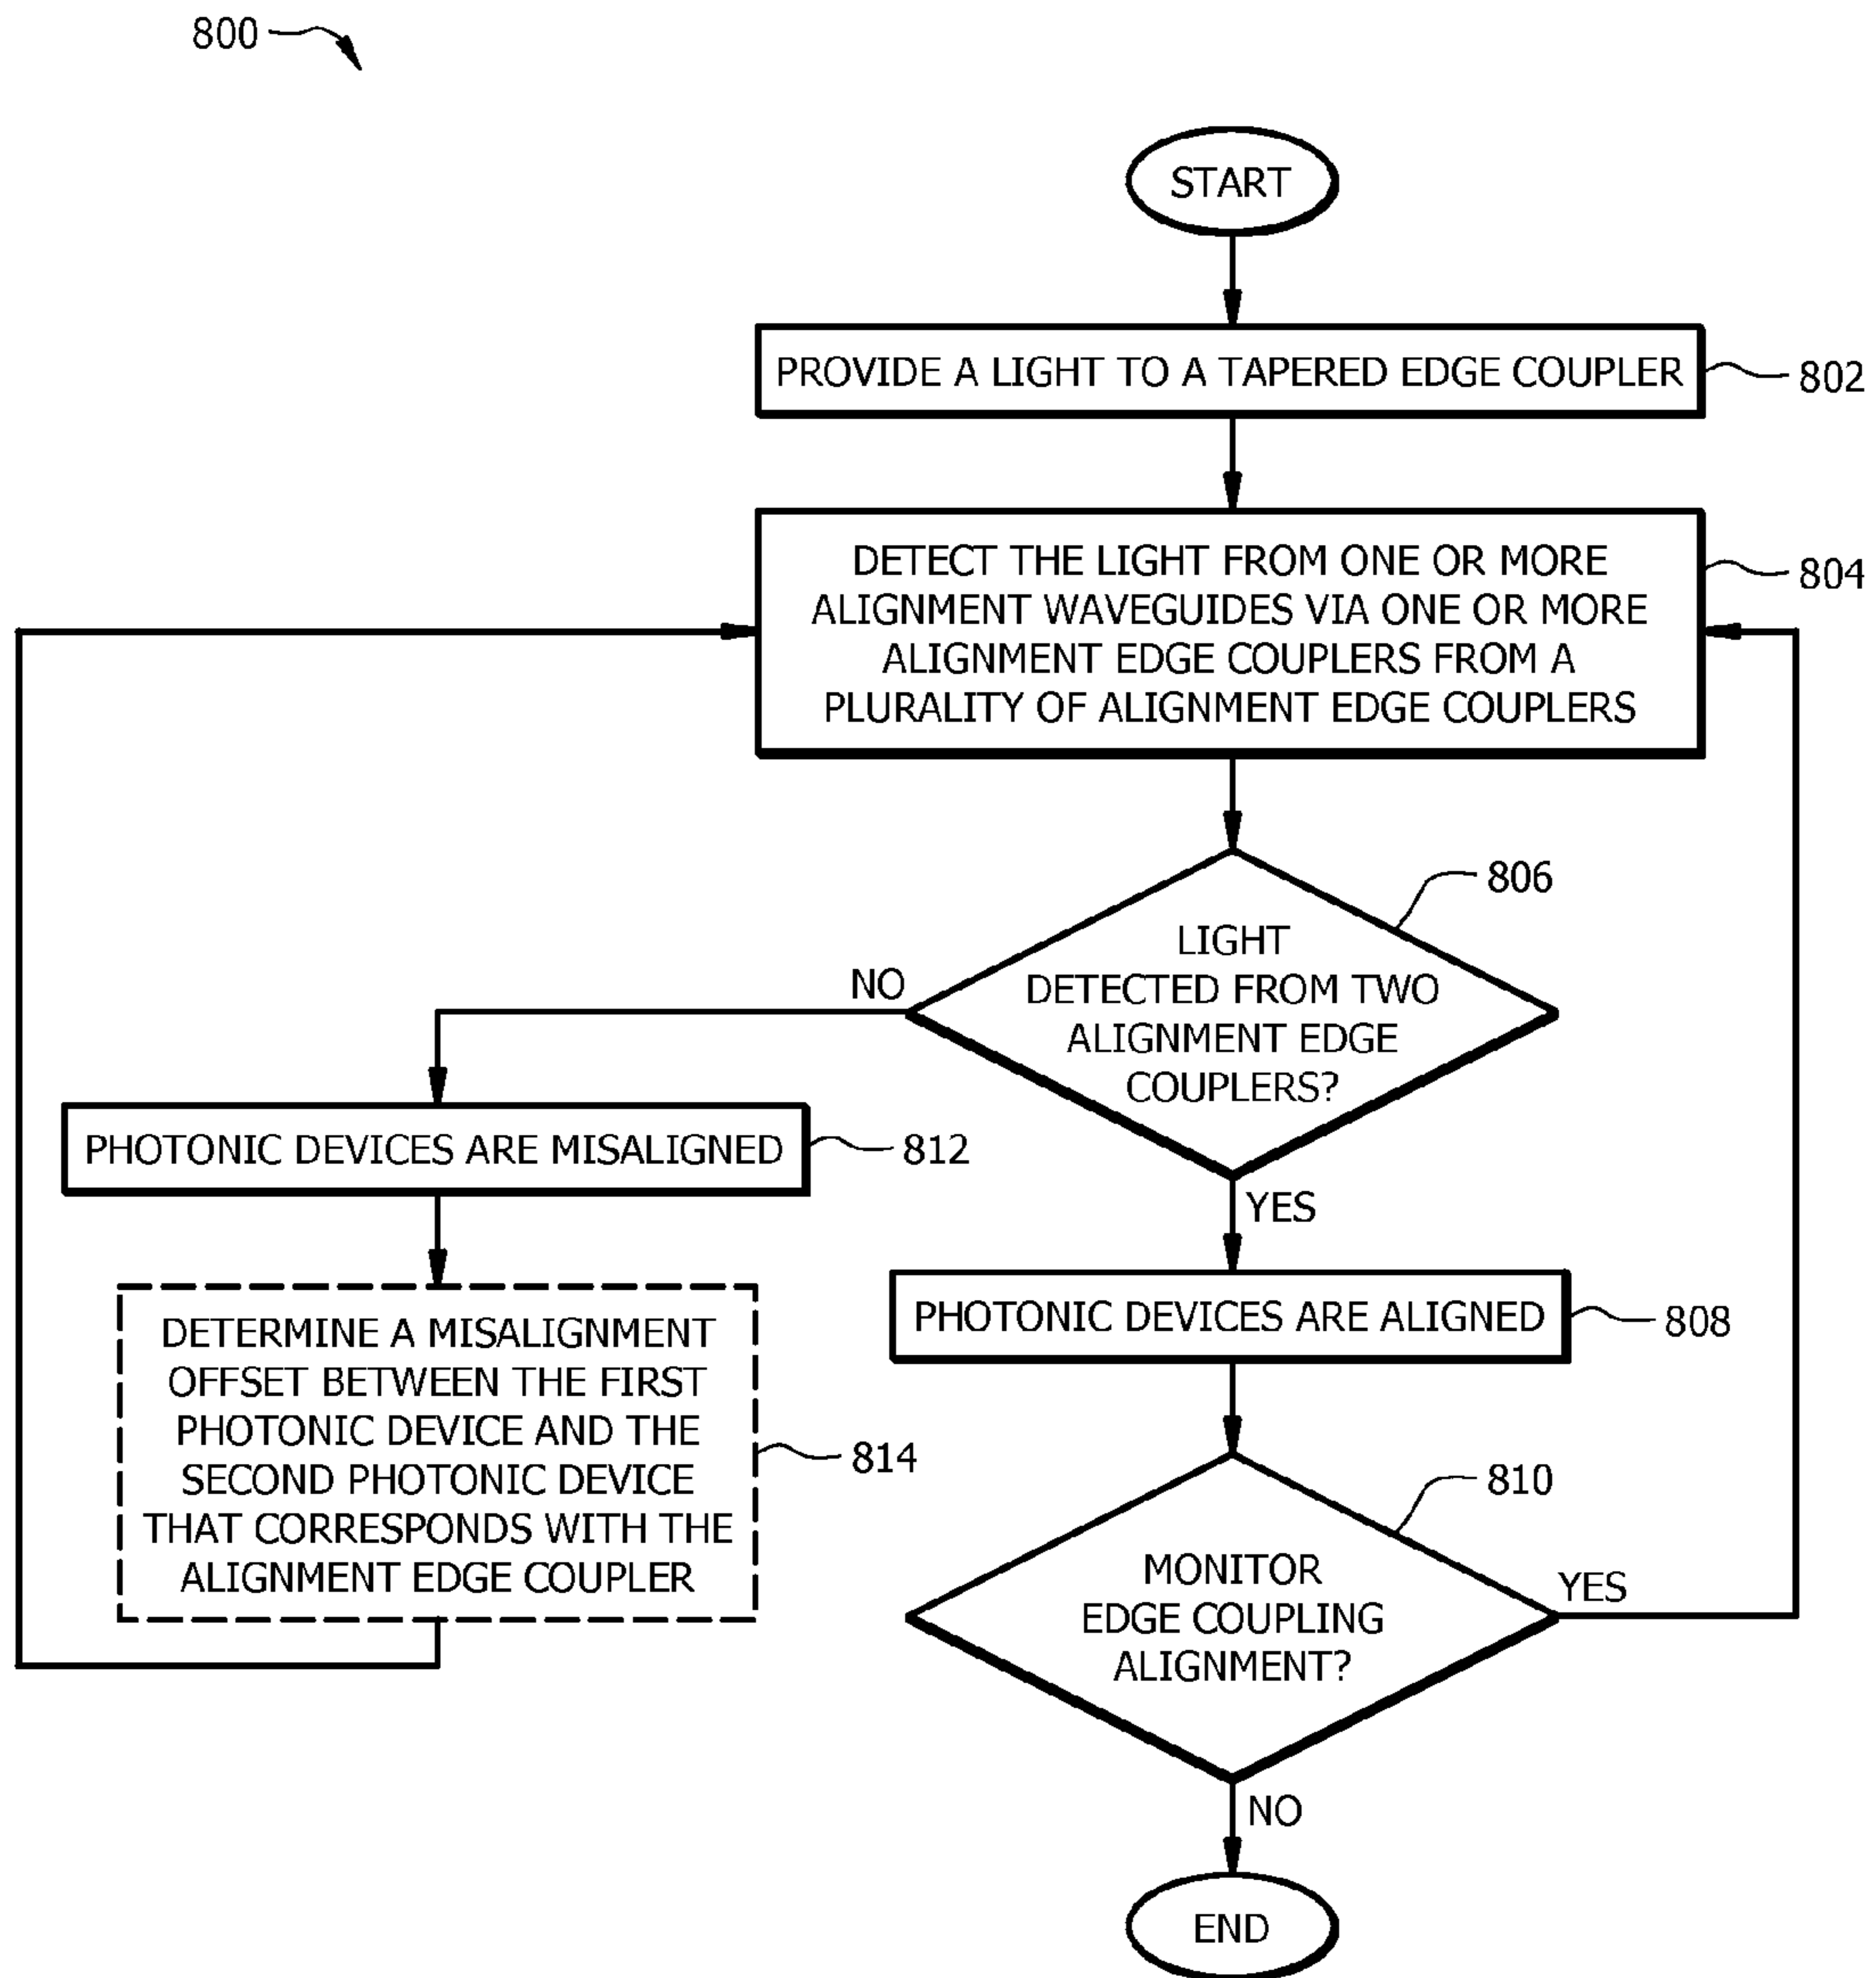 800
START
PROVIDE A LIGHT TO A TAPERED EDGE COUPLER
802
DETECT THE LIGHT FROM ONE OR MORE
ALIGNMENT WAVEGUIDES VIA ONE OR MORE
ALIGNMENT EDGE COUPLERS FROM A
PLURALITY OF ALIGNMENT EDGE COUPLERS
804
806
LIGHT
DETECTED FROM TWO
ALIGNMENT EDGE
COUPLERS?
NO
YES
PHOTONIC DEVICES ARE MISALIGNED
812
DETERMINE A MISALIGNMENT
OFFSET BETWEEN THE FIRST
PHOTONIC DEVICE AND THE
SECOND PHOTONIC DEVICE
THAT CORRESPONDS WITH THE
ALIGNMENT EDGE COUPLER
814
PHOTONIC DEVICES ARE ALIGNED
808
810
MONITOR
EDGE COUPLING
ALIGNMENT?
YES
NO
END